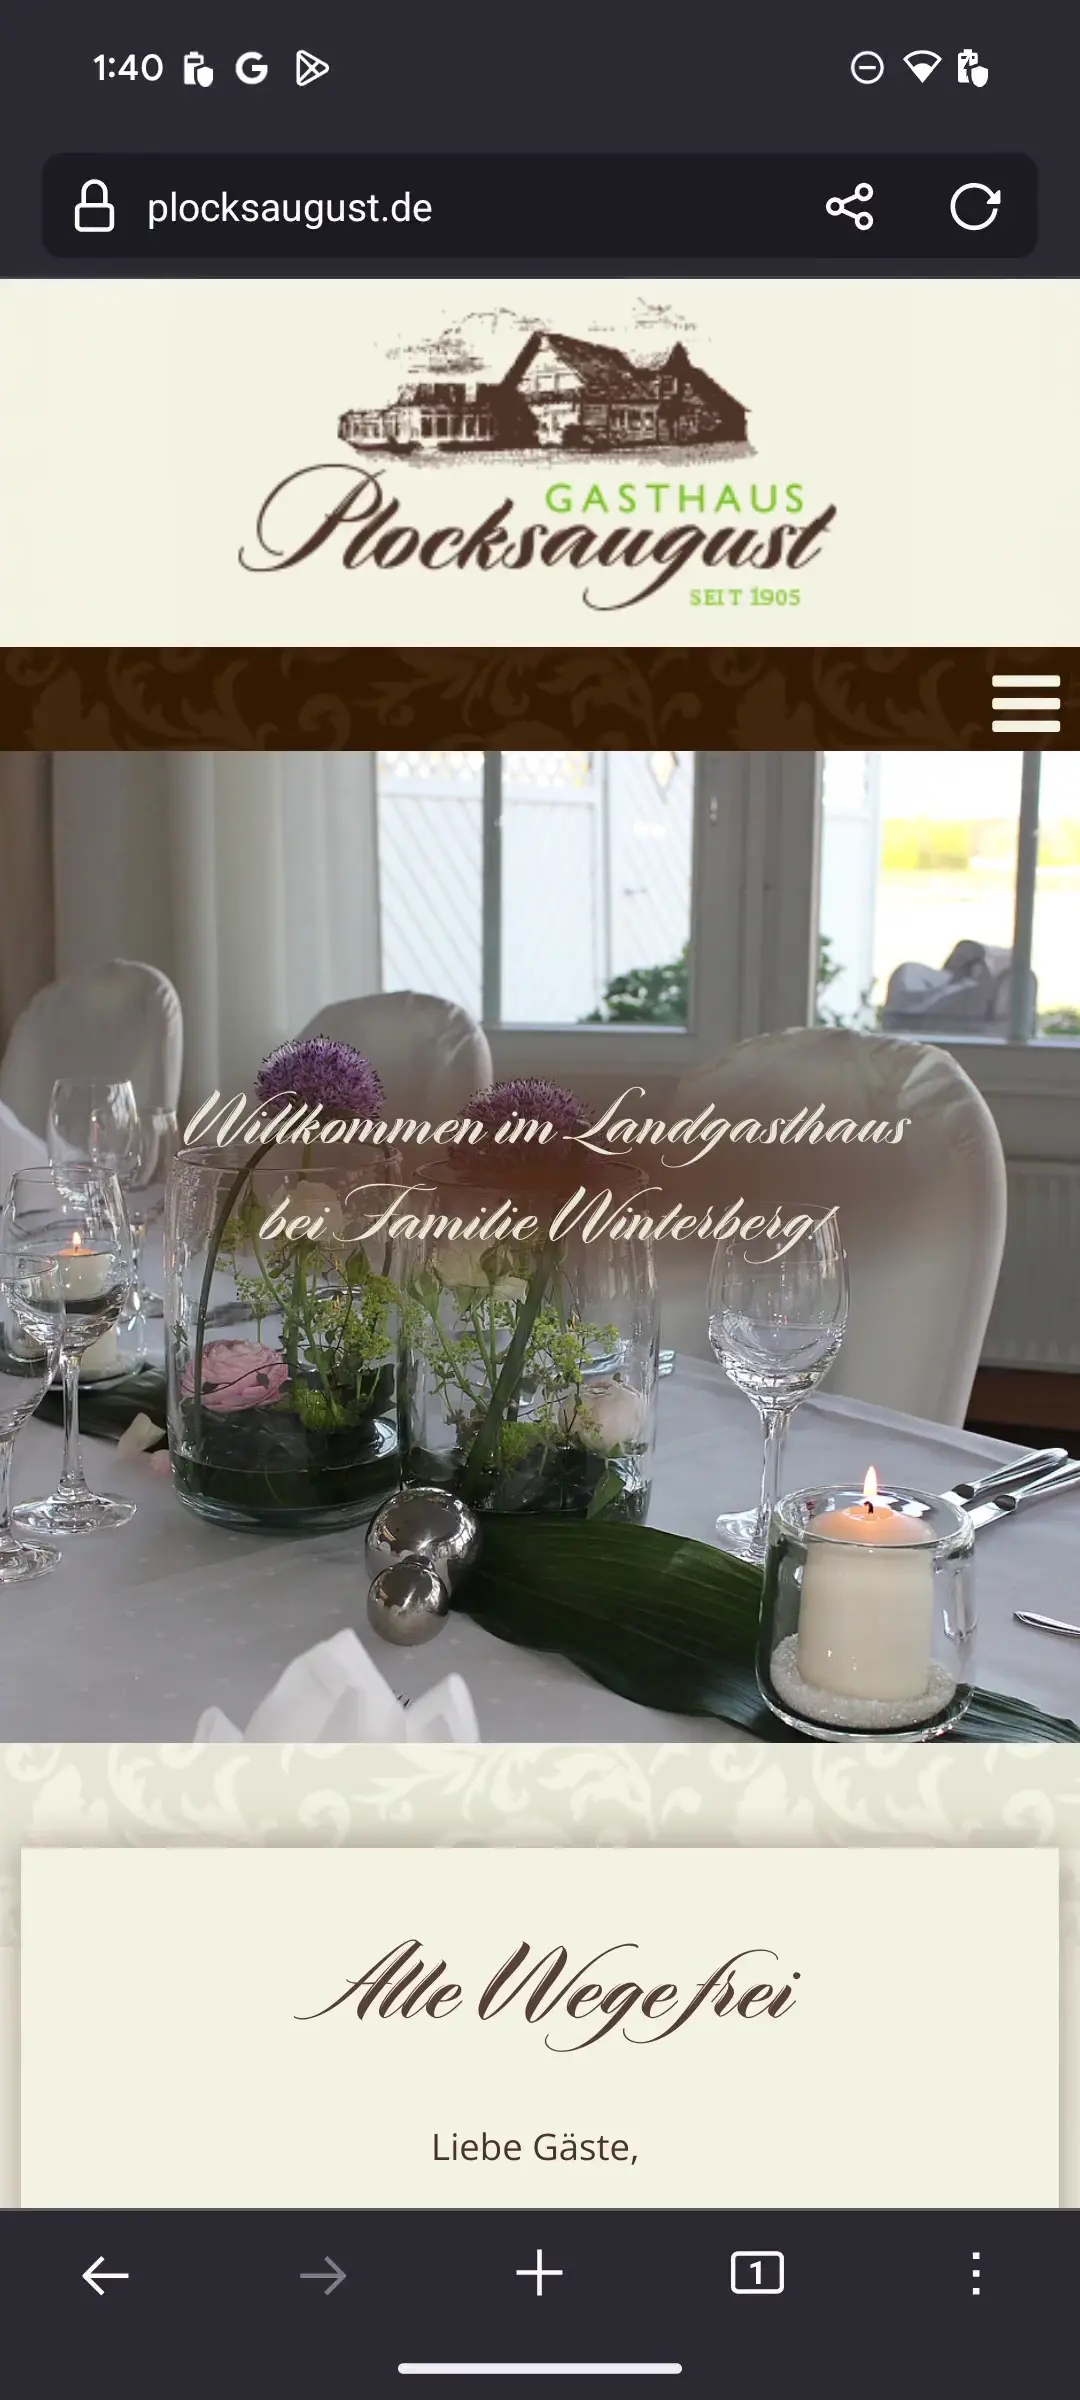 1:40
plocksaugust.de
GASTHAUS
Plocksaugust
SEIT 1905
Willkommen im Landgasthaus
bei Familie Winterberg!
Alle Wege frei
Liebe Gäste,
1